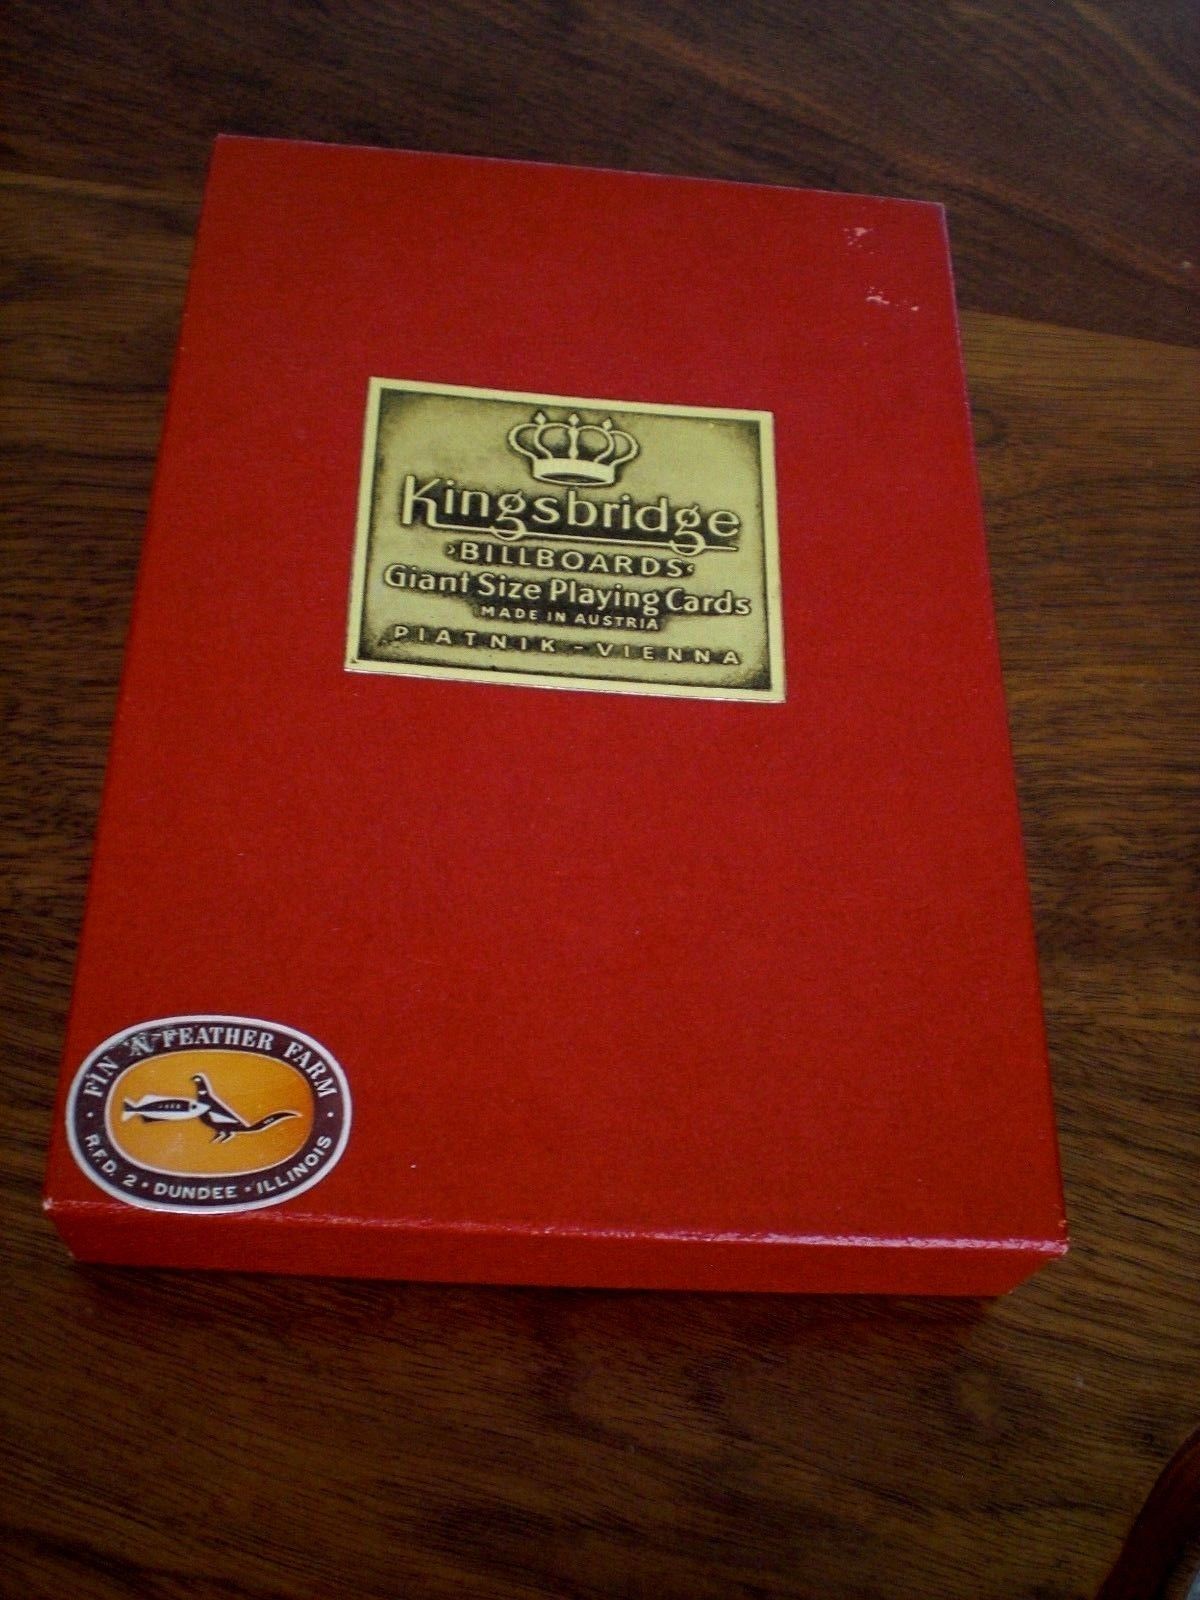 Kingsbridge
›BILLBOARDS‹
Giant Size Playing Cards
MADE IN AUSTRIA
PIATNIK - VIENNA
FIN 'N FEATHER FARM
R.F.D. 2 • DUNDEE • ILLINOIS